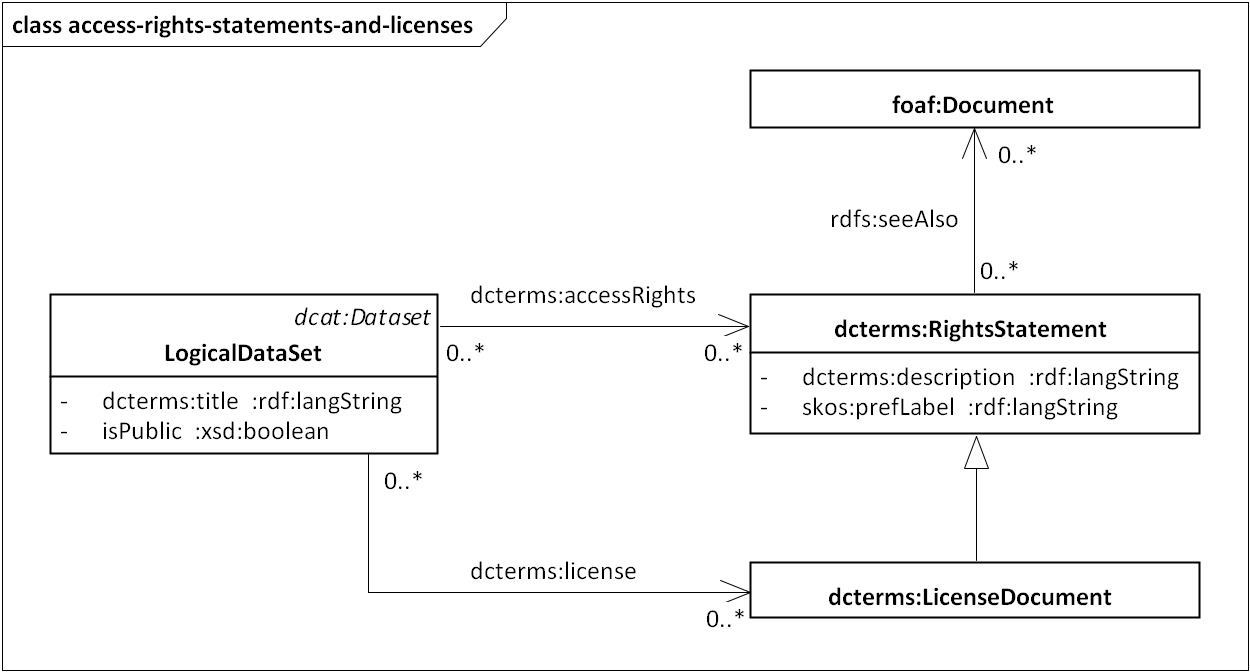 class access-rights-statements-and-licenses
foaf:Document
0..*
rdfs:seeAlso
0..*
dcterms:accessRights
dcat:Dataset
LogicalDataSet
0..*
0..*
dcterms:RightsStatement
- dcterms:title :rdf:langString
- isPublic :xsd:boolean
- dcterms:description :rdf:langString
- skos:prefLabel :rdf:langString
0..*
dcterms:license
0..*
dcterms:LicenseDocument